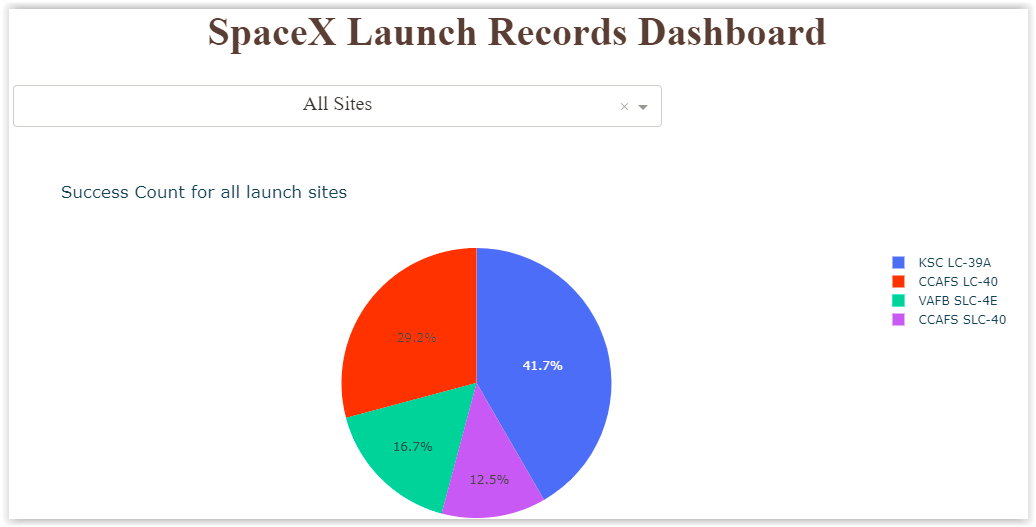 SpaceX Launch Records Dashboard
All Sites ×
Success Count for all launch sites
KSC LC-39A
CCAFS LC-40
VAFB SLC-4E
CCAFS SLC-40
29.2%
41.7%
16.7%
12.5%